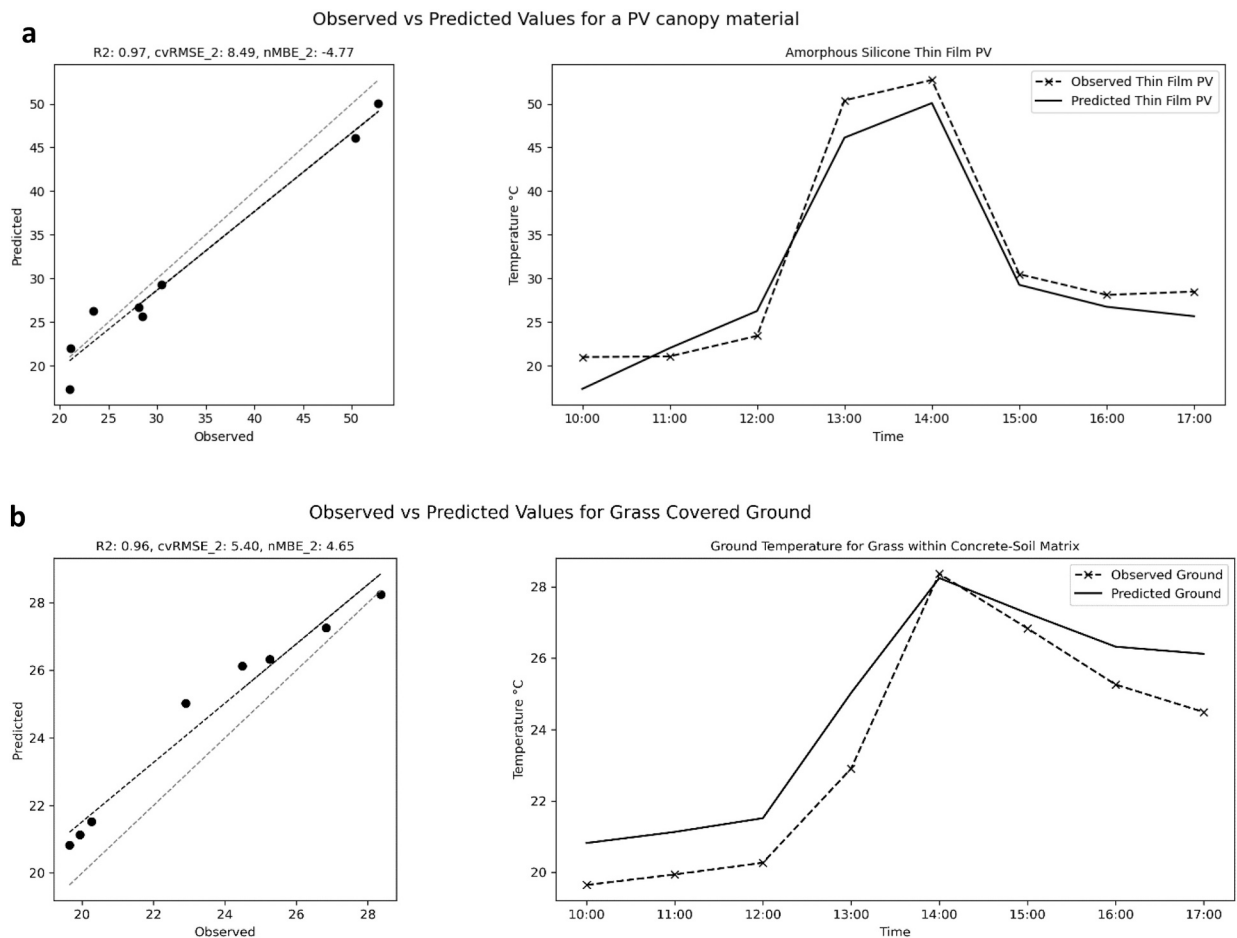 a
Observed vs Predicted Values for a PV canopy material
R2: 0.97, cvRMSE_2: 8.49, nMBE_2: -4.77
Predicted
50
45
40
35
30
25
20
20 25 30 35 40 45 50
Observed
Amorphous Silicone Thin Film PV
Observed Thin Film PV
Predicted Thin Film PV
Temperature °C
50
45
40
35
30
25
20
10:00 11:00 12:00 13:00 14:00 15:00 16:00 17:00
Time
b
Observed vs Predicted Values for Grass Covered Ground
R2: 0.96, cvRMSE_2: 5.40, nMBE_2: 4.65
Predicted
28
26
24
22
20
20 22 24 26 28
Observed
Ground Temperature for Grass within Concrete-Soil Matrix
Observed Ground
Predicted Ground
Temperature °C
28
26
24
22
20
10:00 11:00 12:00 13:00 14:00 15:00 16:00 17:00
Time